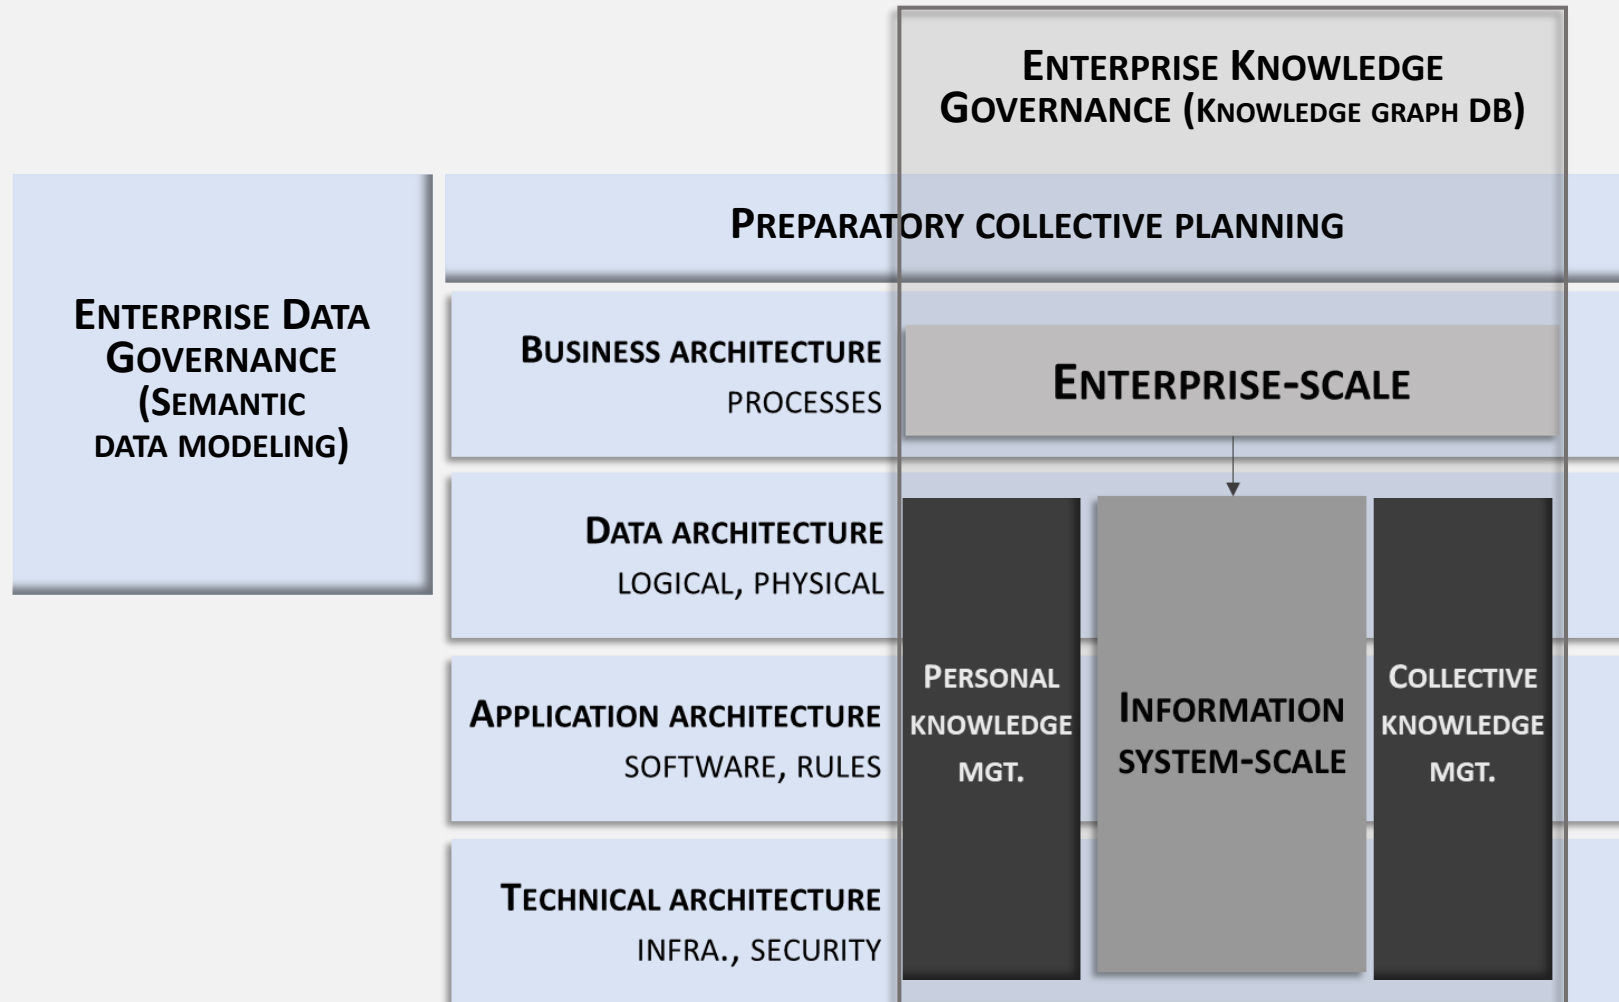 Enterprise Knowledge
Governance (Knowledge graph DB)
Preparatory collective planning
Enterprise Data
Governance
(Semantic
data modeling)
Business architecture
processes
Enterprise-scale
Data architecture
logical, physical
Application architecture
software, rules
Technical architecture
infra., security
Personal
knowledge
mgt.
Information
system-scale
Collective
knowledge
mgt.